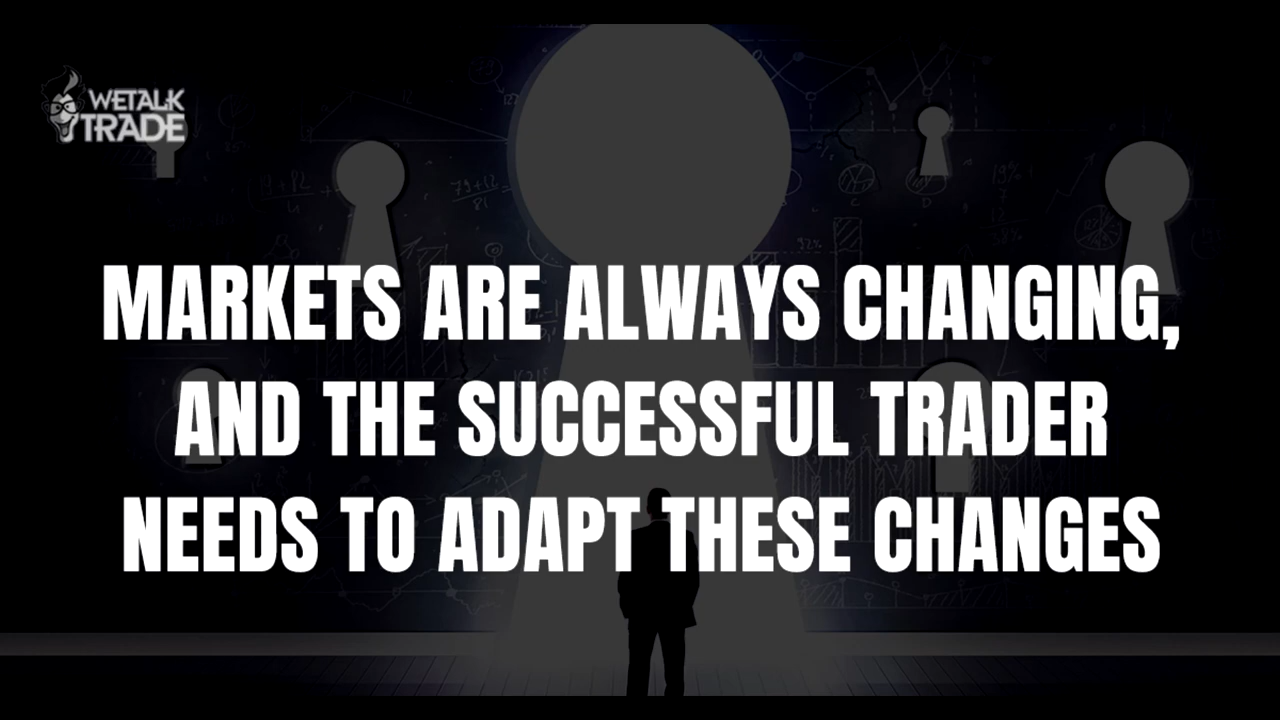 WETALK
TRADE
MARKETS ARE ALWAYS CHANGING,
AND THE SUCCESSFUL TRADER
NEEDS TO ADAPT THESE CHANGES